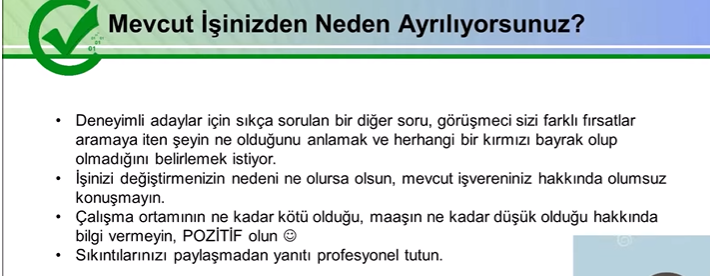 Mevcut İşinizden Neden Ayrılıyorsunuz?
• Deneyimli adaylar için sıkça sorulan bir diğer soru, görüşmeci sizi farklı fırsatlar
aramaya iten şeyin ne olduğunu anlamak ve herhangi bir kırmızı bayrak olup
olmadığını belirlemek istiyor.
• İşinizi değiştirmenizin nedeni ne olursa olsun, mevcut işvereniniz hakkında olumsuz
konuşmayın.
• Çalışma ortamının ne kadar kötü olduğu, maaşın ne kadar düşük olduğu hakkında
bilgi vermeyin, POZİTİF olun ☺
• Sıkıntılarınızı paylaşmadan yanıtı profesyonel tutun.